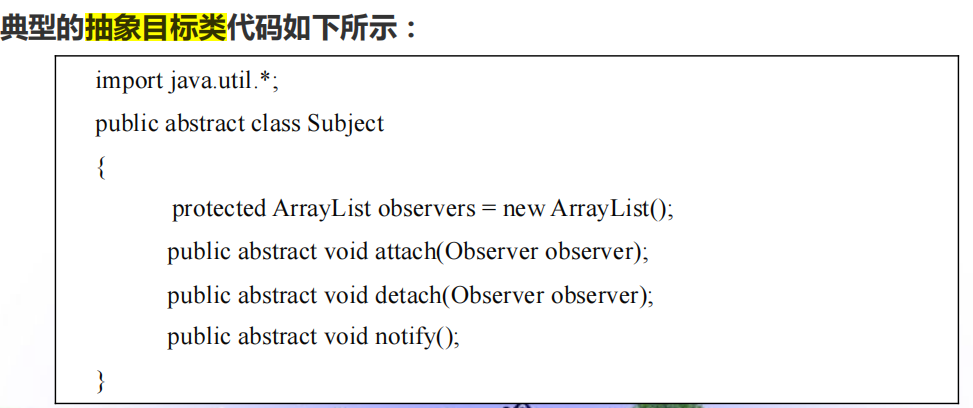 典型的抽象目标类代码如下所示：
import java.util.*;
public abstract class Subject
{
protected ArrayList observers = new ArrayList();
public abstract void attach(Observer observer);
public abstract void detach(Observer observer);
public abstract void notify();
}